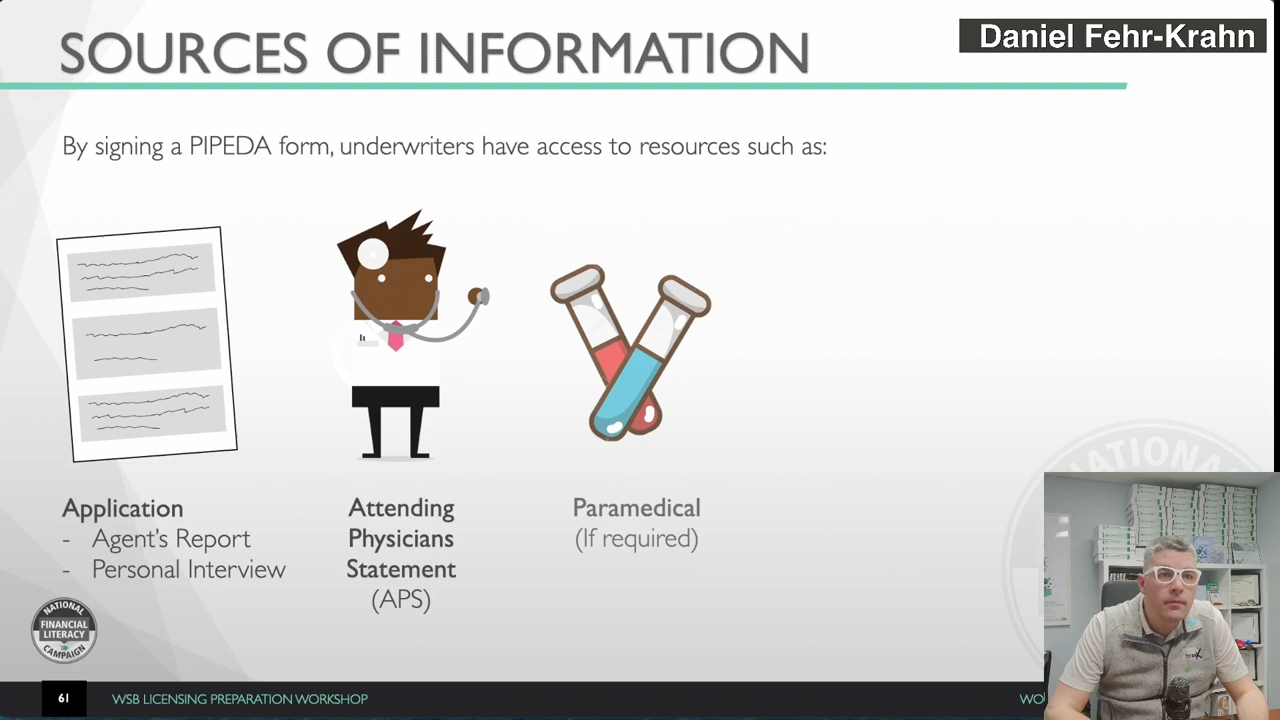 SOURCES OF INFORMATION
Daniel Fehr-Krahn
By signing a PIPEDA form, underwriters have access to resources such as:
Application
- Agent's Report
- Personal Interview
Attending
Physicians
Statement
(APS)
Paramedical
(If required)
NATIONAL
NATIONAL
FINANCIAL
LITERACY
CAMPAIGN
61
WSB LICENSING PREPARATION WORKSHOP
WO